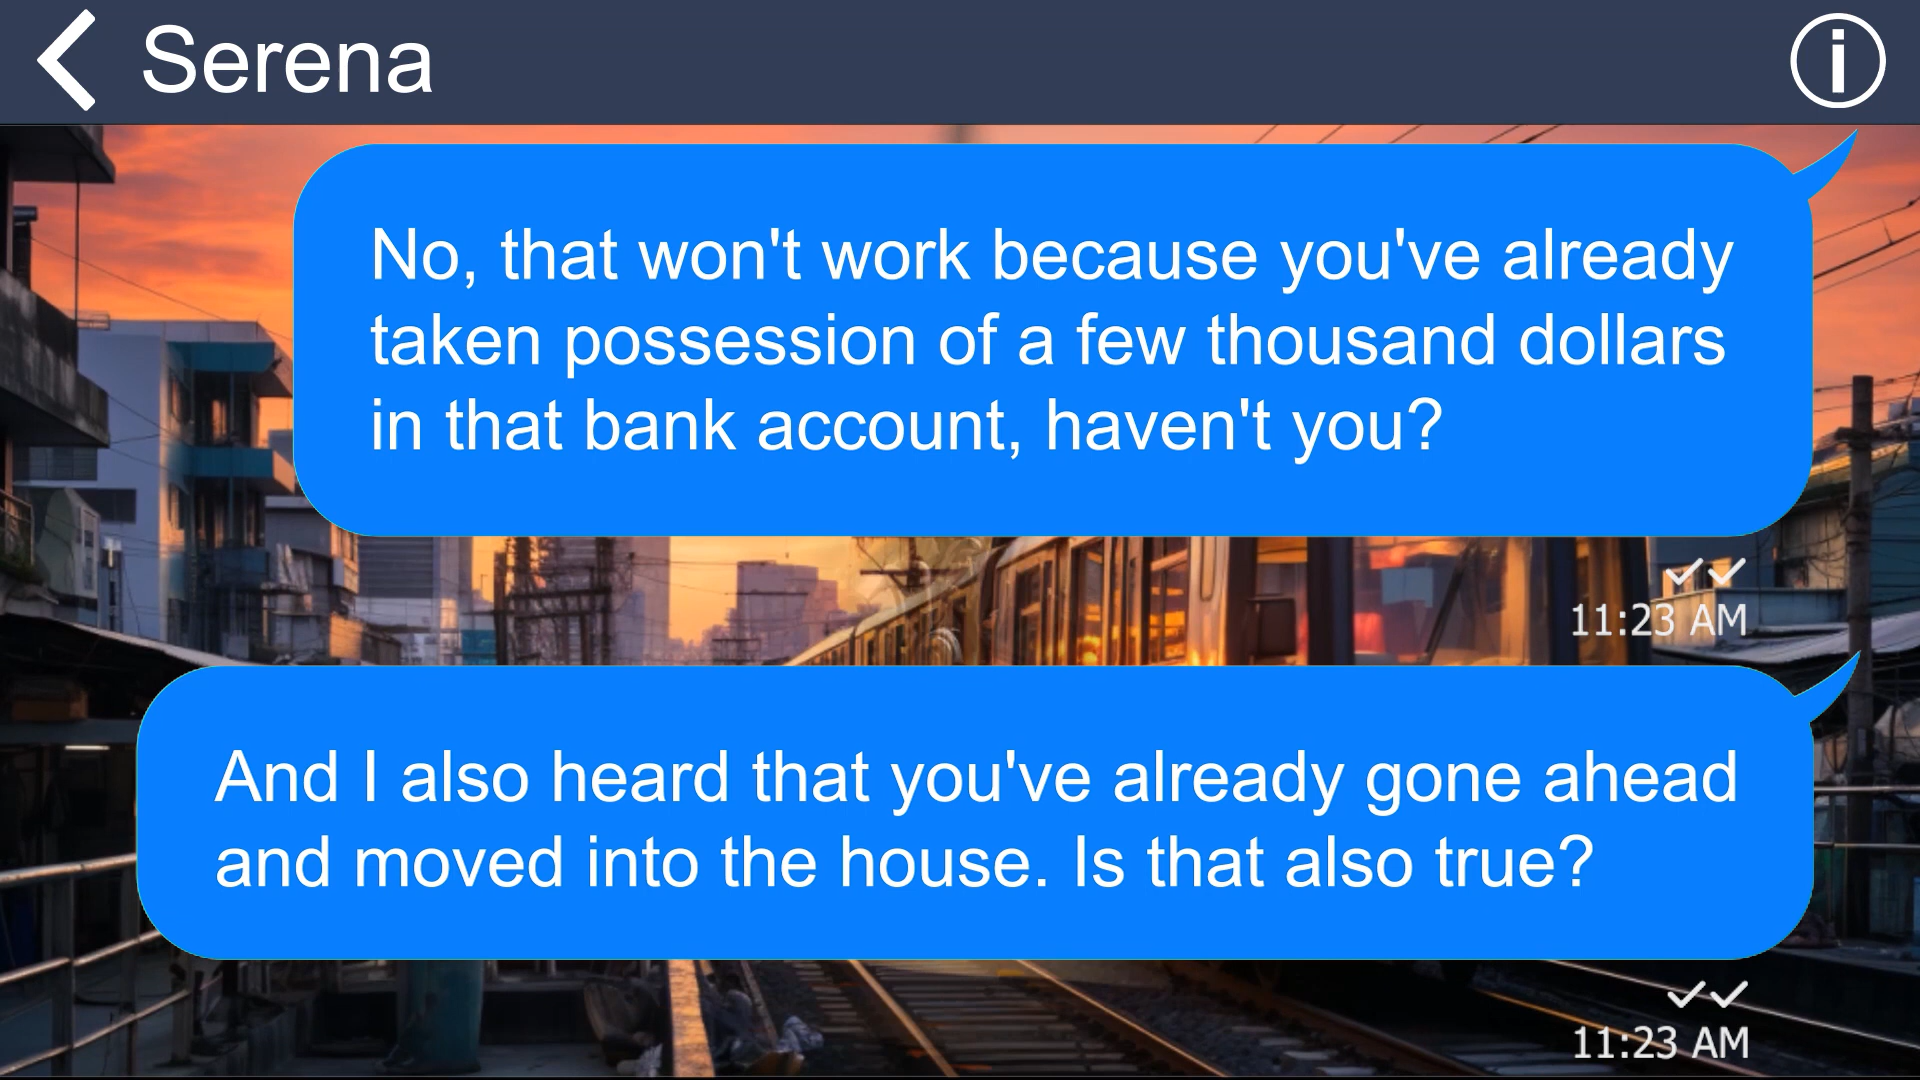 Serena
No, that won't work because you've already
taken possession of a few thousand dollars
in that bank account, haven't you?
11:23 AM
And I also heard that you've already gone ahead
and moved into the house. Is that also true?
11:23 AM